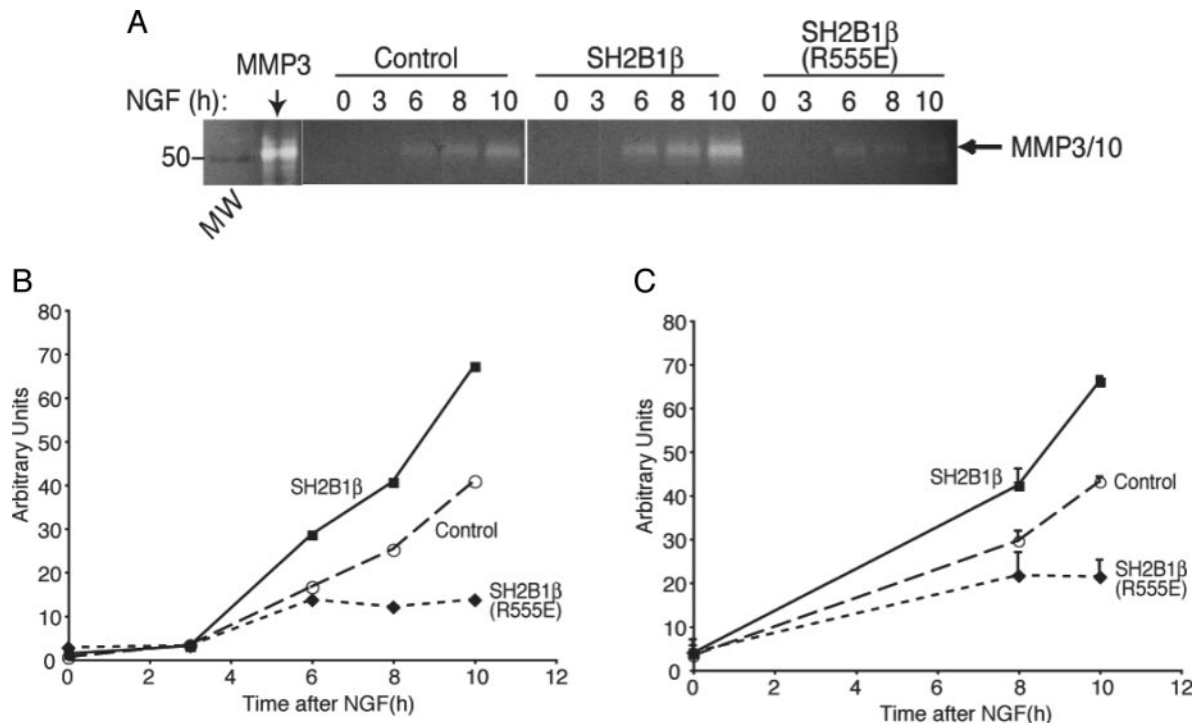 A
MMP3
Control
SH2B1β
SH2B1β
(R555E)
NGF (h):
0 3 6 8 10
0 3 6 8 10
0 3 6 8 10
50
MW
MMP3/10
B
80
70
60
50
40
30
20
10
0
Arbitrary Units
SH2B1β
Control
SH2B1β
(R555E)
0 2 4 6 8 10 12
Time after NGF(h)
C
80
70
60
50
40
30
20
10
0
Arbitrary Units
SH2B1β
Control
SH2B1β
(R555E)
0 2 4 6 8 10 12
Time after NGF(h)